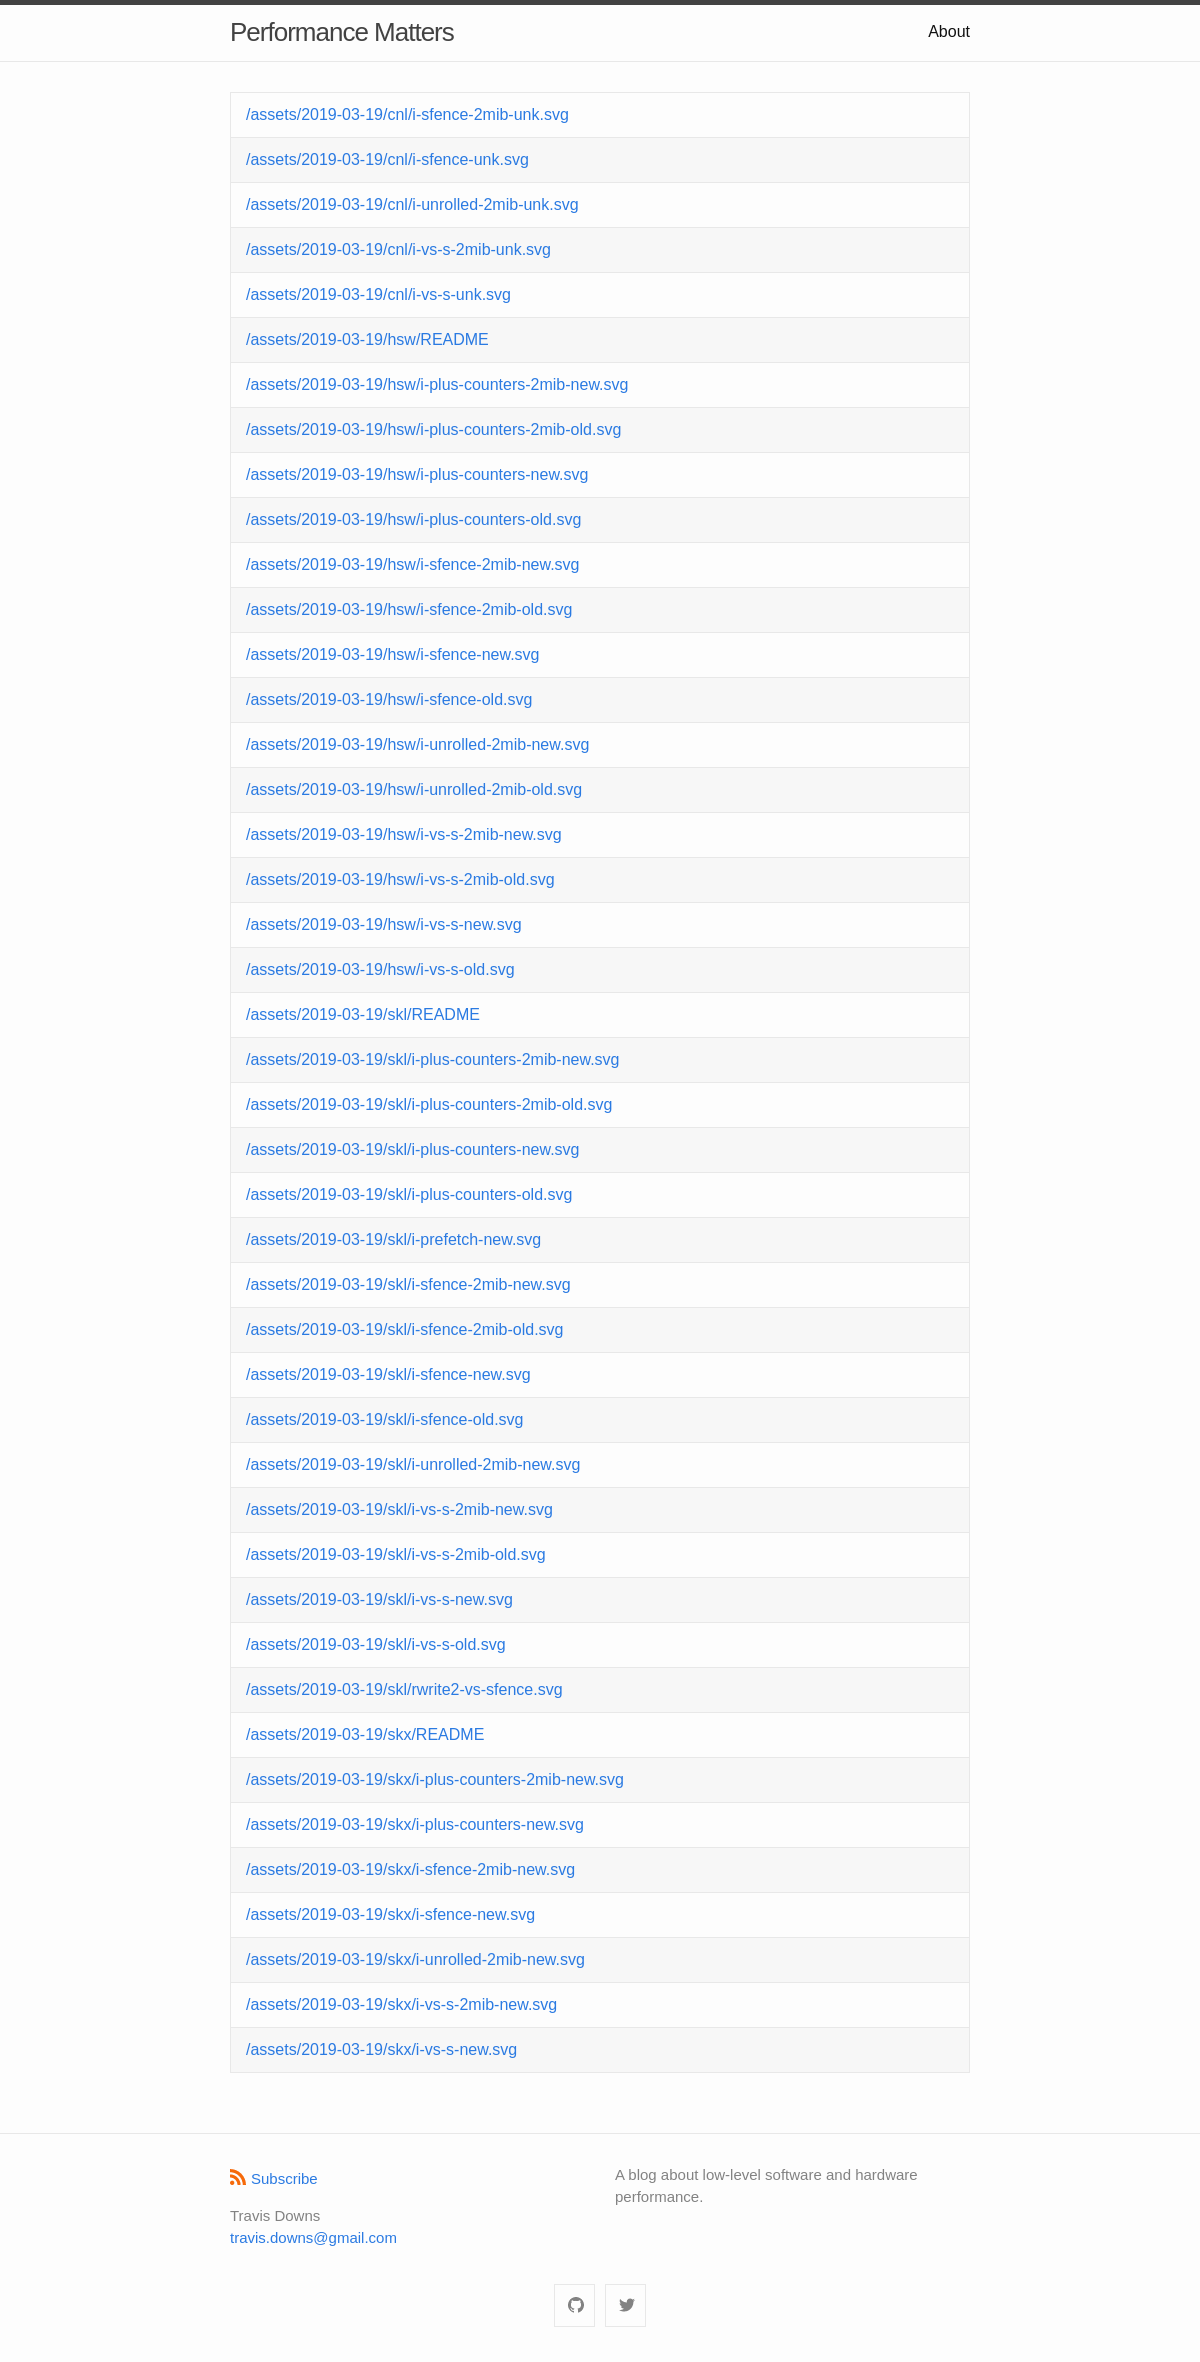 Performance Matters
About
/assets/2019-03-19/cnl/i-sfence-2mib-unk.svg
/assets/2019-03-19/cnl/i-sfence-unk.svg
/assets/2019-03-19/cnl/i-unrolled-2mib-unk.svg
/assets/2019-03-19/cnl/i-vs-s-2mib-unk.svg
/assets/2019-03-19/cnl/i-vs-s-unk.svg
/assets/2019-03-19/hsw/README
/assets/2019-03-19/hsw/i-plus-counters-2mib-new.svg
/assets/2019-03-19/hsw/i-plus-counters-2mib-old.svg
/assets/2019-03-19/hsw/i-plus-counters-new.svg
/assets/2019-03-19/hsw/i-plus-counters-old.svg
/assets/2019-03-19/hsw/i-sfence-2mib-new.svg
/assets/2019-03-19/hsw/i-sfence-2mib-old.svg
/assets/2019-03-19/hsw/i-sfence-new.svg
/assets/2019-03-19/hsw/i-sfence-old.svg
/assets/2019-03-19/hsw/i-unrolled-2mib-new.svg
/assets/2019-03-19/hsw/i-unrolled-2mib-old.svg
/assets/2019-03-19/hsw/i-vs-s-2mib-new.svg
/assets/2019-03-19/hsw/i-vs-s-2mib-old.svg
/assets/2019-03-19/hsw/i-vs-s-new.svg
/assets/2019-03-19/hsw/i-vs-s-old.svg
/assets/2019-03-19/skl/README
/assets/2019-03-19/skl/i-plus-counters-2mib-new.svg
/assets/2019-03-19/skl/i-plus-counters-2mib-old.svg
/assets/2019-03-19/skl/i-plus-counters-new.svg
/assets/2019-03-19/skl/i-plus-counters-old.svg
/assets/2019-03-19/skl/i-prefetch-new.svg
/assets/2019-03-19/skl/i-sfence-2mib-new.svg
/assets/2019-03-19/skl/i-sfence-2mib-old.svg
/assets/2019-03-19/skl/i-sfence-new.svg
/assets/2019-03-19/skl/i-sfence-old.svg
/assets/2019-03-19/skl/i-unrolled-2mib-new.svg
/assets/2019-03-19/skl/i-vs-s-2mib-new.svg
/assets/2019-03-19/skl/i-vs-s-2mib-old.svg
/assets/2019-03-19/skl/i-vs-s-new.svg
/assets/2019-03-19/skl/i-vs-s-old.svg
/assets/2019-03-19/skl/rwrite2-vs-sfence.svg
/assets/2019-03-19/skx/README
/assets/2019-03-19/skx/i-plus-counters-2mib-new.svg
/assets/2019-03-19/skx/i-plus-counters-new.svg
/assets/2019-03-19/skx/i-sfence-2mib-new.svg
/assets/2019-03-19/skx/i-sfence-new.svg
/assets/2019-03-19/skx/i-unrolled-2mib-new.svg
/assets/2019-03-19/skx/i-vs-s-2mib-new.svg
/assets/2019-03-19/skx/i-vs-s-new.svg
Subscribe
Travis Downs
travis.downs@gmail.com
A blog about low-level software and hardware
performance.